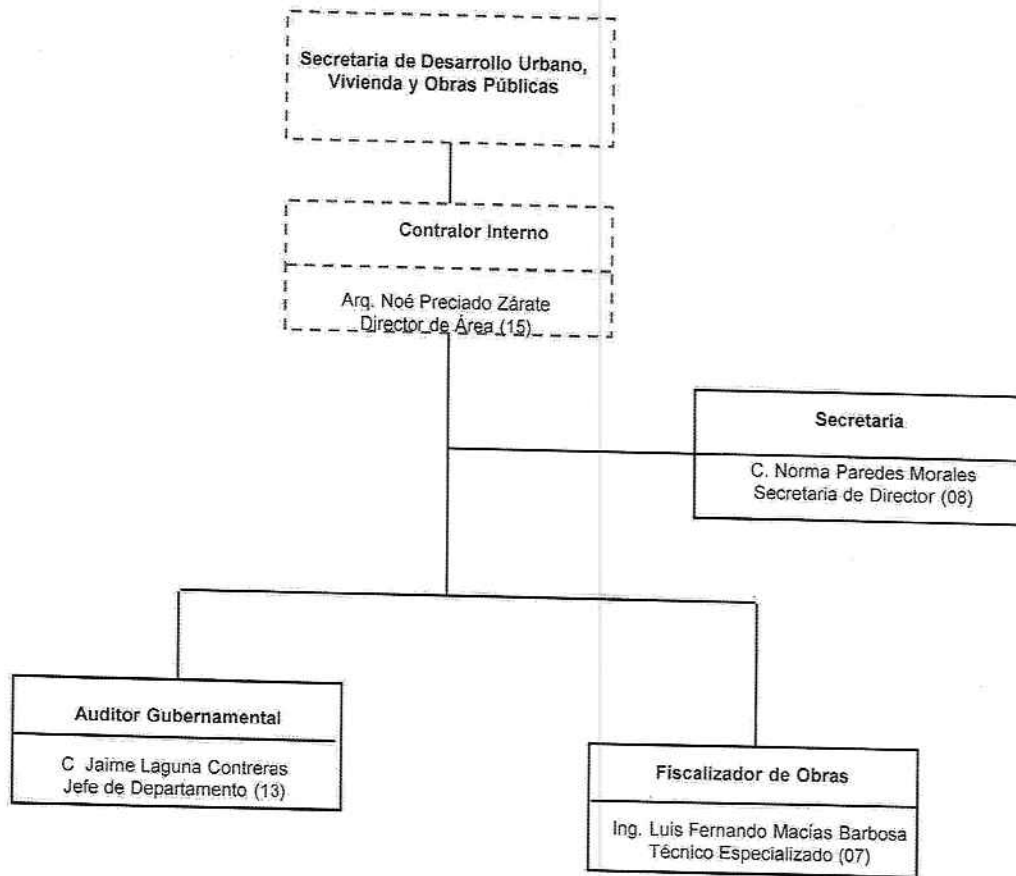 Secretaria de Desarrollo Urbano,
Vivienda y Obras Públicas
Contralor Interno
Arq. Noé Preciado Zárate
Director de Área (15)
Secretaria
C. Norma Paredes Morales
Secretaria de Director (08)
Auditor Gubernamental
C Jaime Laguna Contreras
Jefe de Departamento (13)
Fiscalizador de Obras
Ing. Luis Fernando Macías Barbosa
Técnico Especializado (07)